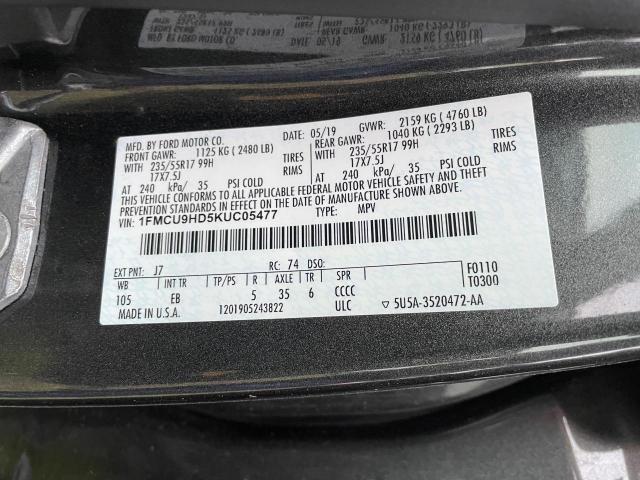 MFD. BY FORD MOTOR CO.
05/19 GVWR: 2159 KG ( 4760 LB)
FRONT GAWR: 1125 KG ( 2480 LB)
REAR GAWR: 1040 KG ( 2293 LB)
WITH 235/55R17 99H TIRES
WITH 235/55R17 99H TIRES
17X7.5J RIMS
17X7.5J RIMS
AT 240 kPa/ 35 PSI COLD
AT 240 kPa/ 35 PSI COLD
THIS VEHICLE CONFORMS TO ALL APPLICABLE FEDERAL MOTOR VEHICLE SAFETY AND THEFT
PREVENTION STANDARDS IN EFFECT ON THE DATE OF MANUFACTURE SHOWN ABOVE.
VIN: 1FMCU9HD5KUC05477
TYPE: MPV
EXT PNT: J7 RC: 74 DSO:
F0110
T0300
WB INT TR TP/PS R AXLE TR SPR
105 EB 5 35 6 CCCC
MADE IN U.S.A. 1201905243822 ULC ▽ 5U5A-3520472-AA